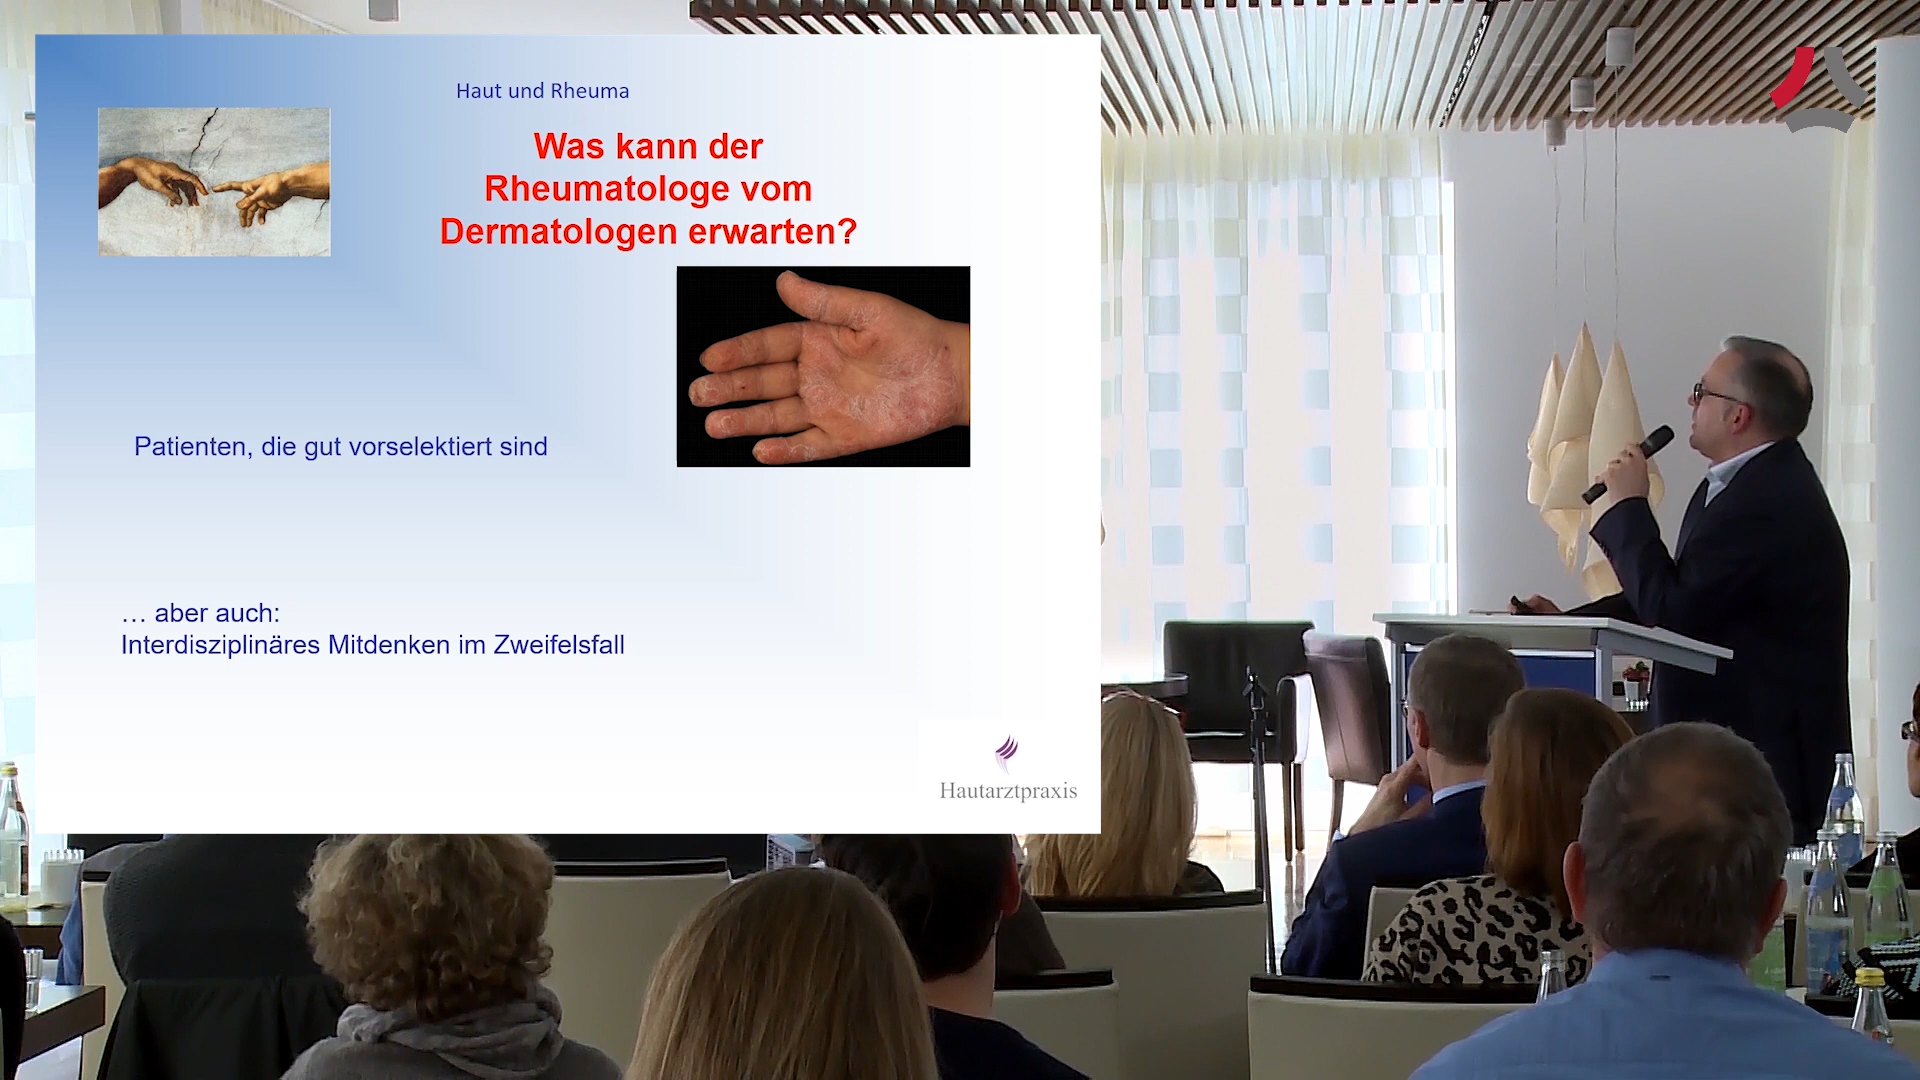 Haut und Rheuma
Was kann der
Rheumatologe vom
Dermatologen erwarten?
Patienten, die gut vorselektiert sind
… aber auch:
Interdisziplinäres Mitdenken im Zweifelsfall
Hautarztpraxis